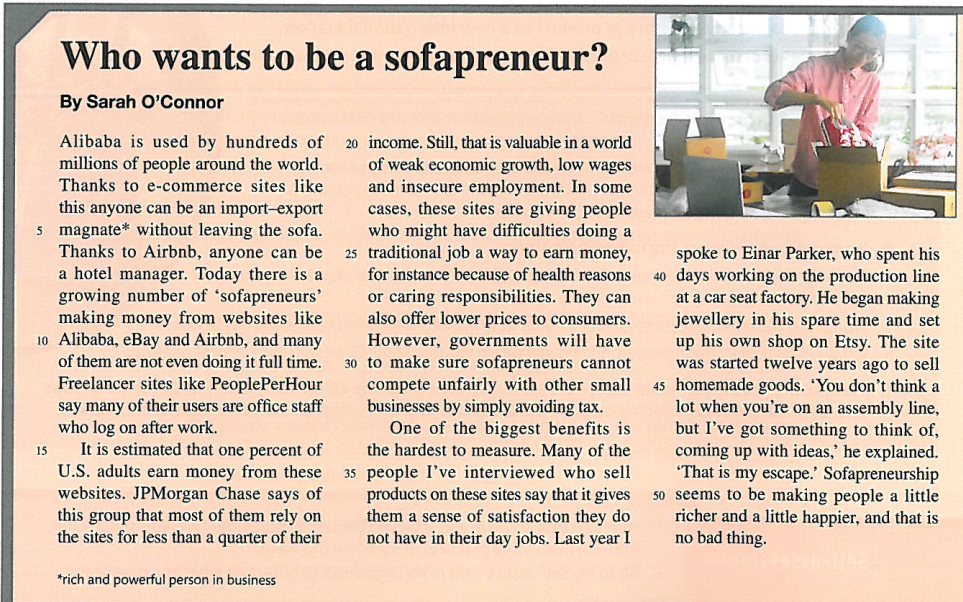 Who wants to be a sofapreneur?
By Sarah O'Connor
Alibaba is used by hundreds of
millions of people around the world.
Thanks to e-commerce sites like
this anyone can be an import–export
5 magnate* without leaving the sofa.
Thanks to Airbnb, anyone can be
a hotel manager. Today there is a
growing number of 'sofapreneurs'
making money from websites like
10 Alibaba, eBay and Airbnb, and many
of them are not even doing it full time.
Freelancer sites like PeoplePerHour
say many of their users are office staff
who log on after work.
15 It is estimated that one percent of
U.S. adults earn money from these
websites. JPMorgan Chase says of
this group that most of them rely on
the sites for less than a quarter of their
20 income. Still, that is valuable in a world
of weak economic growth, low wages
and insecure employment. In some
cases, these sites are giving people
who might have difficulties doing a
25 traditional job a way to earn money,
for instance because of health reasons
or caring responsibilities. They can
also offer lower prices to consumers.
However, governments will have
30 to make sure sofapreneurs cannot
compete unfairly with other small
businesses by simply avoiding tax.
One of the biggest benefits is
the hardest to measure. Many of the
35 people I've interviewed who sell
products on these sites say that it gives
them a sense of satisfaction they do
not have in their day jobs. Last year I
spoke to Einar Parker, who spent his
40 days working on the production line
at a car seat factory. He began making
jewellery in his spare time and set
up his own shop on Etsy. The site
was started twelve years ago to sell
45 homemade goods. 'You don't think a
lot when you're on an assembly line,
but I've got something to think of,
coming up with ideas,' he explained.
'That is my escape.' Sofapreneurship
50 seems to be making people a little
richer and a little happier, and that is
no bad thing.
*rich and powerful person in business